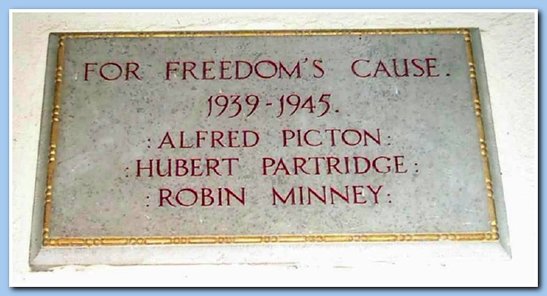 FOR FREEDOM'S CAUSE.
1939-1945.
:ALFRED PICTON:
:HUBERT PARTRIDGE:
:ROBIN MINNEY: